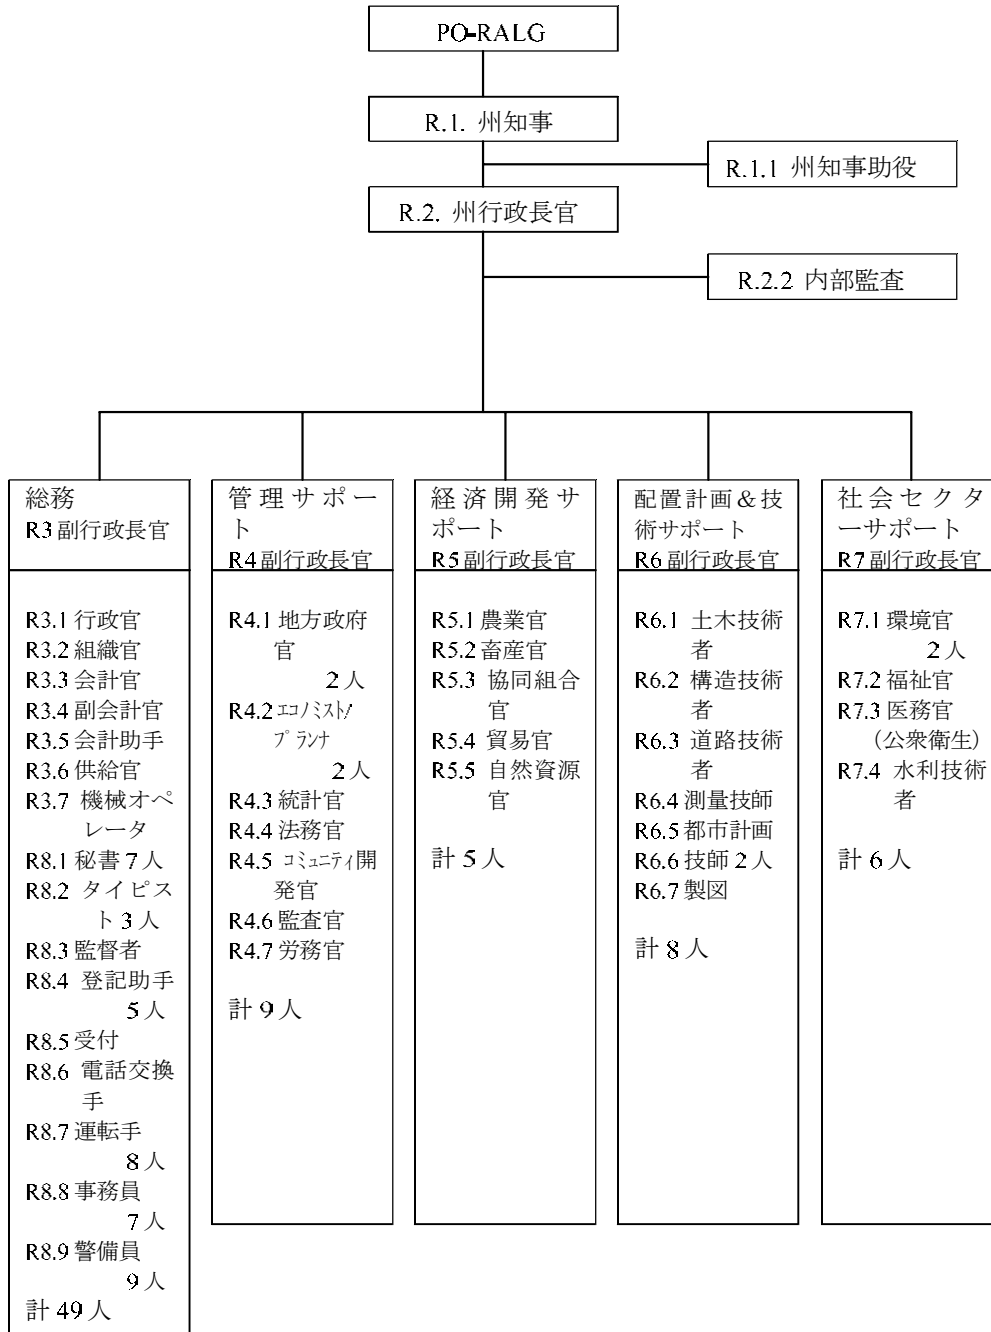 PO-RALG
R.1. 州知事
R.1.1 州知事助役
R.2. 州行政長官
R.2.2 内部監査
総務
R3 副行政長官
R3.1 行政官
R3.2 組織官
R3.3 会計官
R3.4 副会計官
R3.5 会計助手
R3.6 供給官
R3.7 機械オペ
レータ
R8.1 秘書 7人
R8.2 タイピス
ト 3人
R8.3 監督者
R8.4 登記助手
5人
R8.5 受付
R8.6 電話交換
手
R8.7 運転手
8人
R8.8 事務員
7人
R8.9 警備員
9人
計 49人
管理サポー
ト
R4 副行政長官
R4.1 地方政府
官
2人
R4.2 エコノミスト/
プランナ
2人
R4.3 統計官
R4.4 法務官
R4.5 コミュニティ開
発官
R4.6 監査官
R4.7 労務官
計 9人
経済開発サ
ポート
R5 副行政長官
R5.1 農業官
R5.2 畜産官
R5.3 協同組合
官
R5.4 貿易官
R5.5 自然資源
官
計 5人
配置計画&技
術サポート
R6 副行政長官
R6.1 土木技術
者
R6.2 構造技術
者
R6.3 道路技術
者
R6.4 測量技師
R6.5 都市計画
R6.6 技師 2人
R6.7 製図
計 8人
社会セクタ
ーサポート
R7 副行政長官
R7.1 環境官
2人
R7.2 福祉官
R7.3 医務官
(公衆衛生)
R7.4 水利技術
者
計 6人